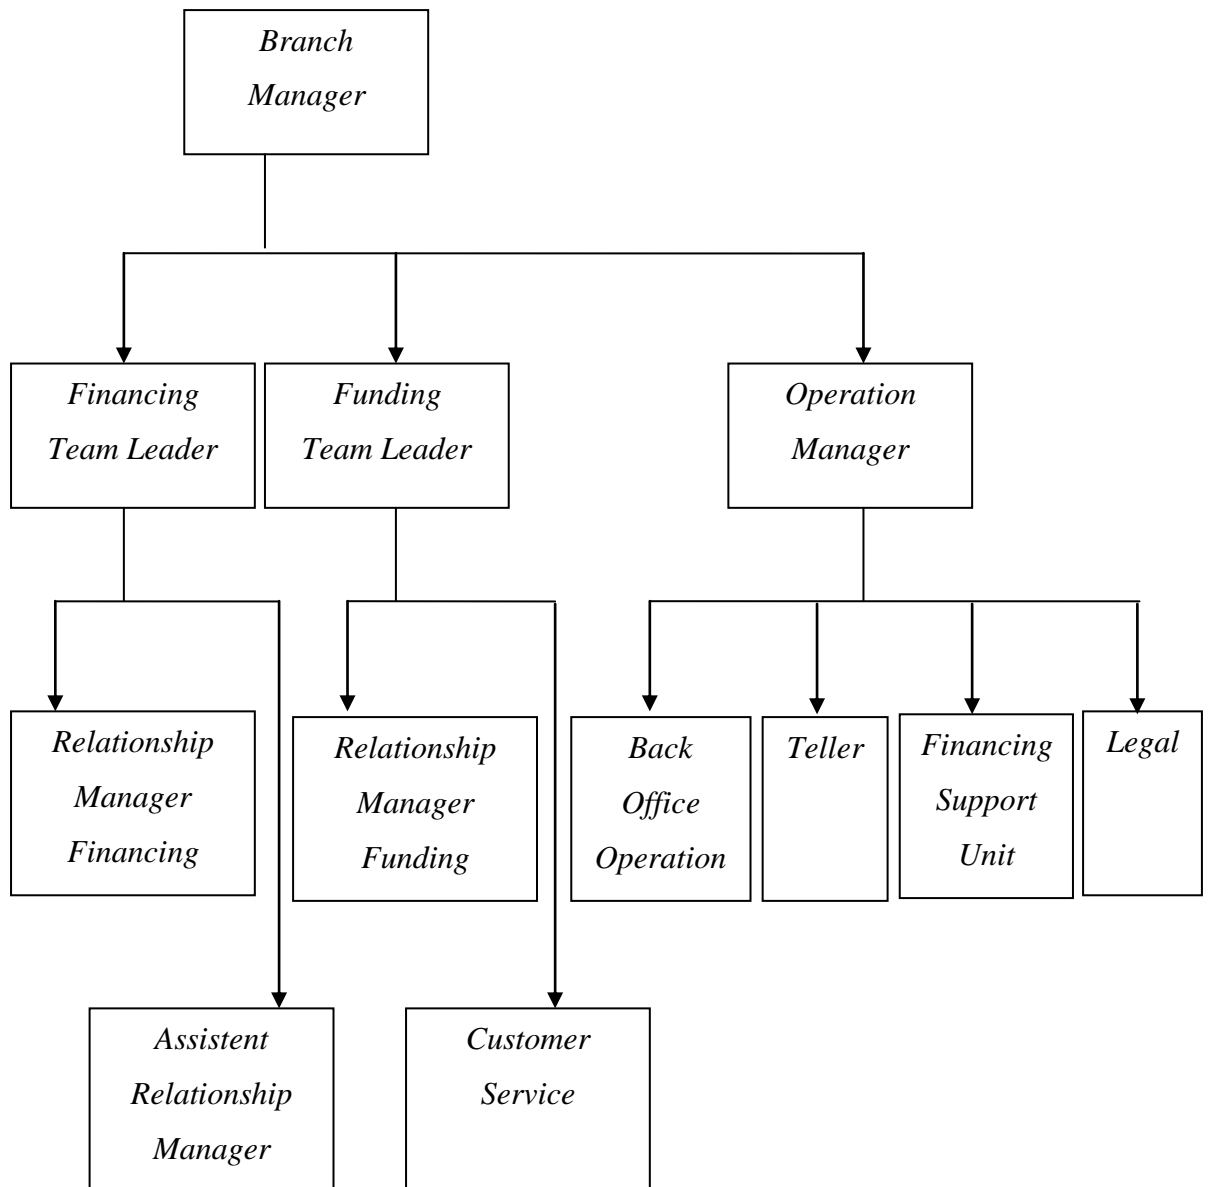 Branch
Manager
Financing
Team Leader
Funding
Team Leader
Operation
Manager
Relationship
Manager
Financing
Relationship
Manager
Funding
Back
Office
Operation
Teller
Financing
Support
Unit
Legal
Assistent
Relationship
Manager
Customer
Service